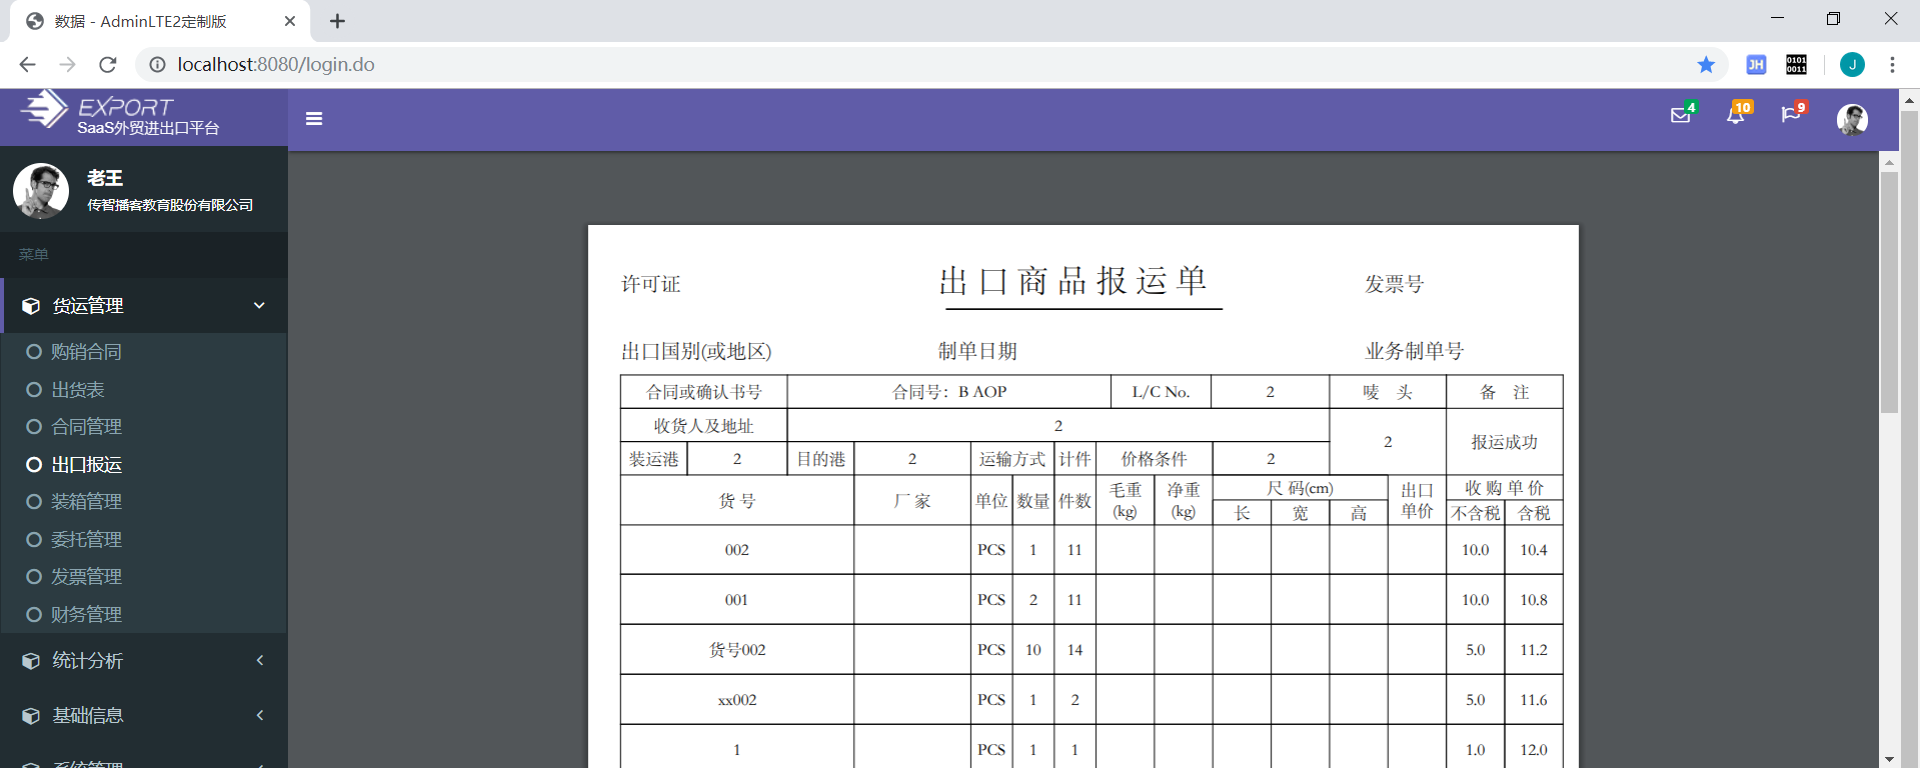 数据 - AdminLTE2定制版
localhost:8080/login.do
JH
0101
0011
J
EXPORT
SaaS外贸进出口平台
4
10
9
老王
传智播客教育股份有限公司
菜单
货运管理
购销合同
出货表
合同管理
出口报运
装箱管理
委托管理
发票管理
财务管理
统计分析
基础信息
系统管理
许可证 出口商品报运单 发票号
出口国别(或地区) 制单日期 业务制单号
合同或确认书号 合同号：B AOP L/C No. 2 唛 头 备 注
收货人及地址 2 2 报运成功
装运港 2 目的港 2 运输方式 计件 价格条件 2
货 号 厂 家 单位 数量 件数 毛重(kg) 净重(kg) 尺 码(cm) 出口单价 收 购 单 价
长 宽 高 不含税 含税
002 PCS 1 11 10.0 10.4
001 PCS 2 11 10.0 10.8
货号002 PCS 10 14 5.0 11.2
xx002 PCS 1 2 5.0 11.6
1 PCS 1 1 1.0 12.0